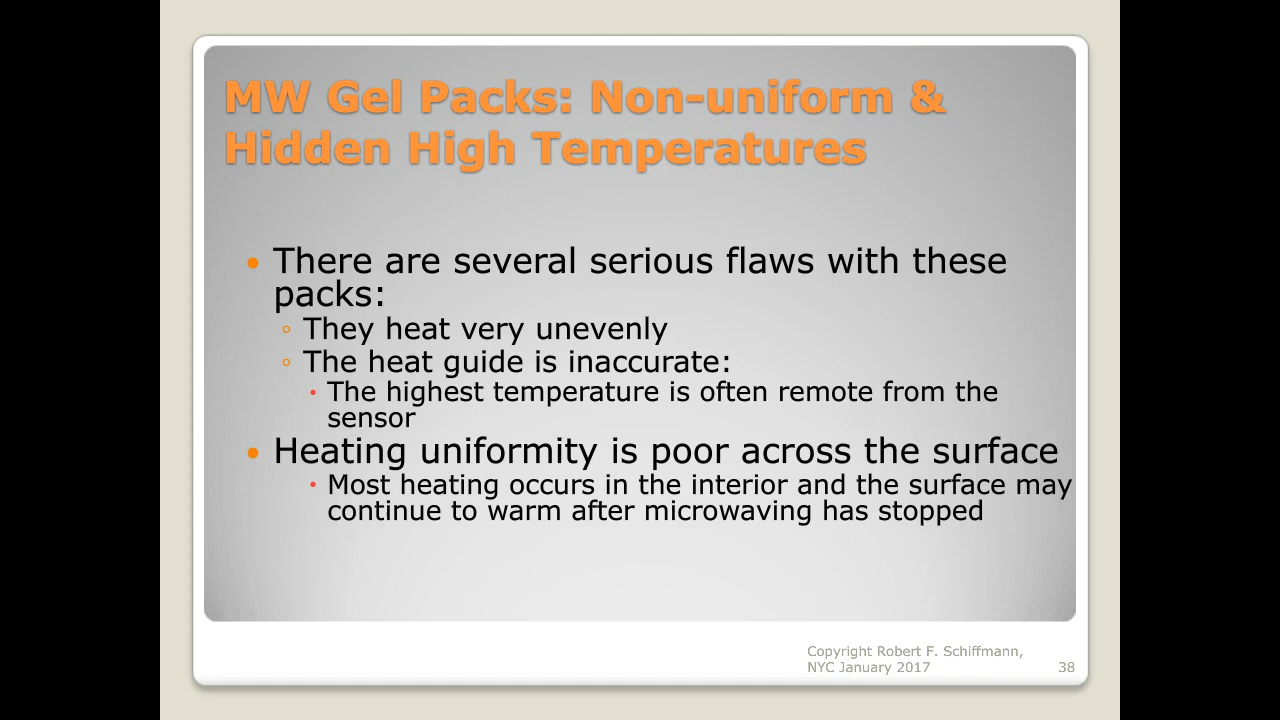 MW Gel Packs: Non-uniform &
Hidden High Temperatures
There are several serious flaws with these
packs:
They heat very unevenly
The heat guide is inaccurate:
The highest temperature is often remote from the
sensor
Heating uniformity is poor across the surface
Most heating occurs in the interior and the surface may
continue to warm after microwaving has stopped
Copyright Robert F. Schiffmann,
NYC January 2017
38